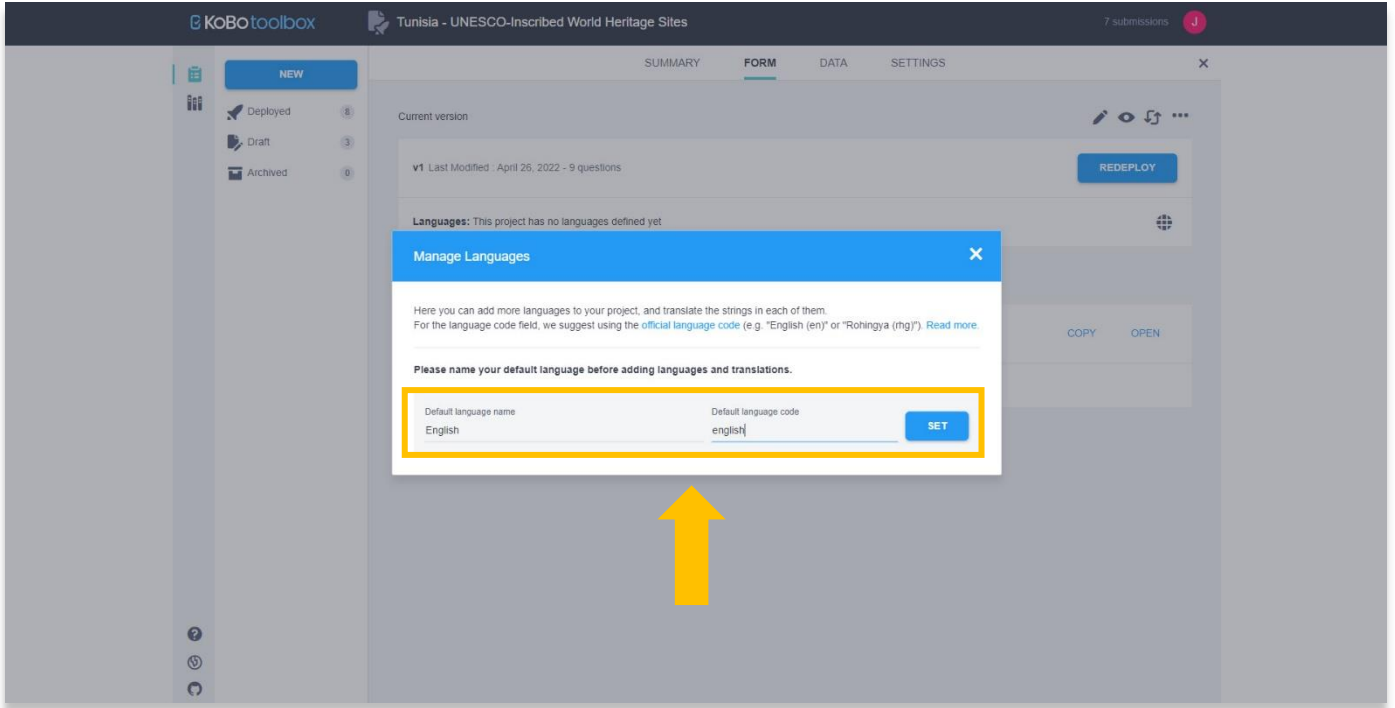 KoBotoolbox
Tunisia - UNESCO-Inscribed World Heritage Sites
7 submissions
J
SUMMARY FORM DATA SETTINGS
NEW
Deployed 8
Draft 3
Archived 0
Current version
v1 Last Modified : April 26, 2022 - 9 questions
REDEPLOY
Languages: This project has no languages defined yet
Manage Languages
Here you can add more languages to your project, and translate the strings in each of them.
For the language code field, we suggest using the official language code (e.g. "English (en)" or "Rohingya (rhg)"). Read more.
COPY OPEN
Please name your default language before adding languages and translations.
Default language name Default language code
English english
SET